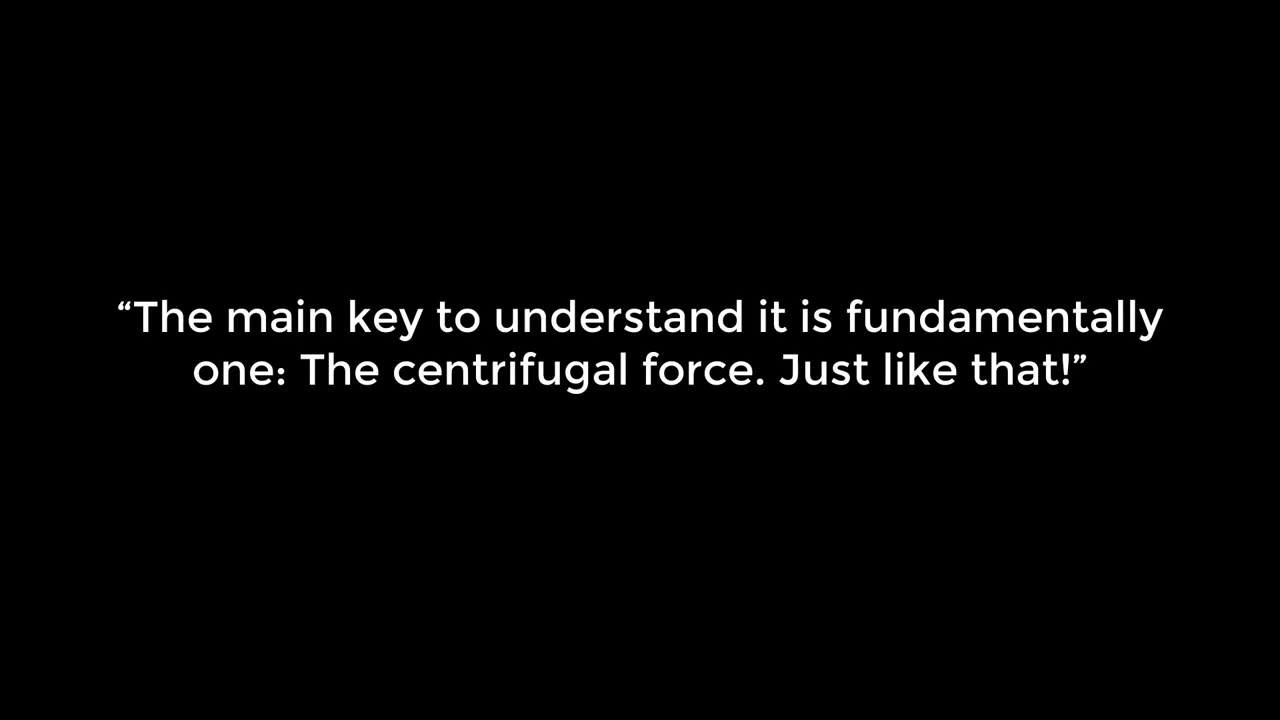 “The main key to understand it is fundamentally
one: The centrifugal force. Just like that!”